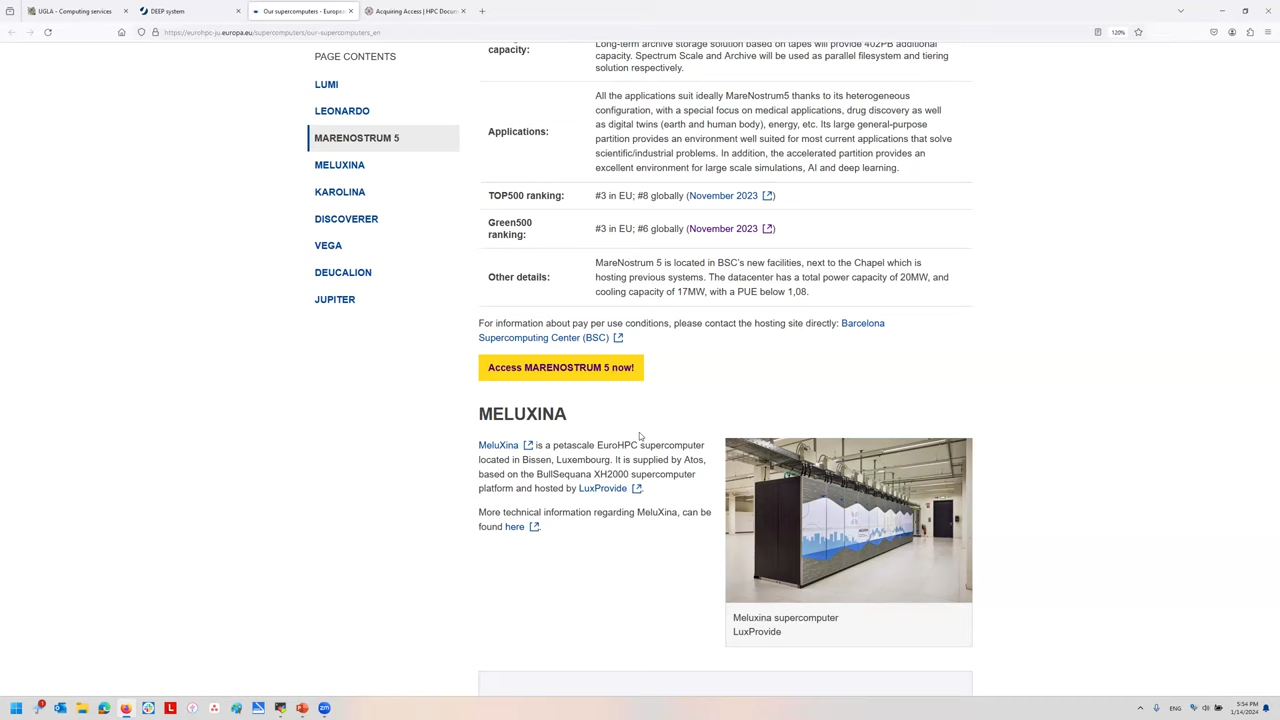 UGLA - Computing services
DEEP system
Our supercomputers - Europea
Acquiring Access | HPC Docum
https://eurohpc-ju.europa.eu/supercomputers/our-supercomputers_en
120%
PAGE CONTENTS
LUMI
LEONARDO
MARENOSTRUM 5
MELUXINA
KAROLINA
DISCOVERER
VEGA
DEUCALION
JUPITER
capacity:
Long-term archive storage solution based on tapes will provide 402PB additional
capacity. Spectrum Scale and Archive will be used as parallel filesystem and tiering
solution respectively.
Applications:
All the applications suit ideally MareNostrum5 thanks to its heterogeneous
configuration, with a special focus on medical applications, drug discovery as well
as digital twins (earth and human body), energy, etc. Its large general-purpose
partition provides an environment well suited for most current applications that solve
scientific/industrial problems. In addition, the accelerated partition provides an
excellent environment for large scale simulations, AI and deep learning.
TOP500 ranking:
#3 in EU; #8 globally (November 2023)
Green500
ranking:
#3 in EU; #6 globally (November 2023)
Other details:
MareNostrum 5 is located in BSC's new facilities, next to the Chapel which is
hosting previous systems. The datacenter has a total power capacity of 20MW, and
cooling capacity of 17MW, with a PUE below 1,08.
For information about pay per use conditions, please contact the hosting site directly: Barcelona
Supercomputing Center (BSC)
Access MARENOSTRUM 5 now!
MELUXINA
MeluXina is a petascale EuroHPC supercomputer
located in Bissen, Luxembourg. It is supplied by Atos,
based on the BullSequana XH2000 supercomputer
platform and hosted by LuxProvide.
More technical information regarding MeluXina, can be
found here.
Meluxina supercomputer
LuxProvide
L
zm
ENG
5:54 PM
1/14/2024